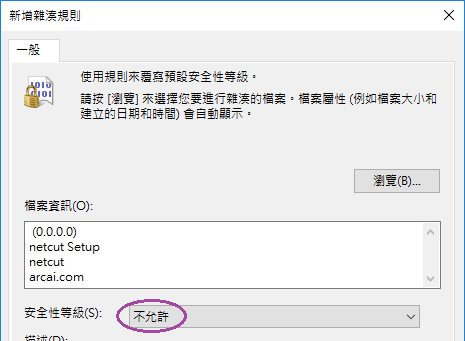 新增雜湊規則
一般
使用規則來覆寫預設安全性等級。
請按 [瀏覽] 來選擇您要進行雜湊的檔案。檔案屬性 (例如檔案大小和
建立的日期和時間) 會自動顯示。
瀏覽(B)...
檔案資訊(O):
(0.0.0.0)
netcut Setup
netcut
arcai.com
安全性等級(S):
不允許
描述(D):